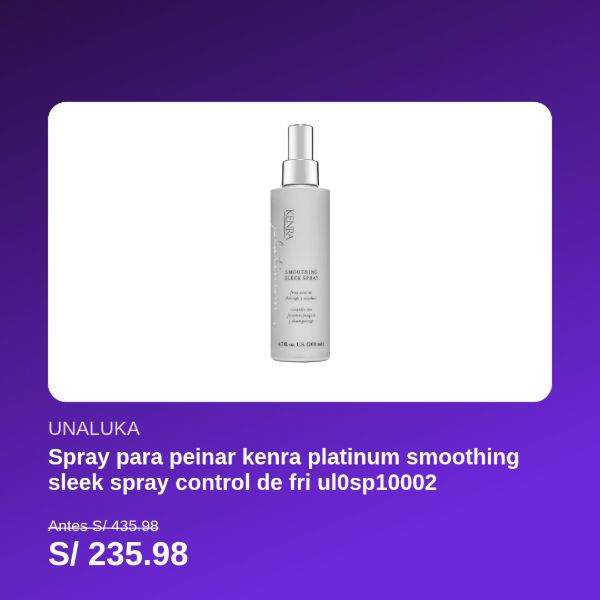 KENRA
platinum
SMOOTHING
SLEEK SPRAY
UNALUKA
Spray para peinar kenra platinum smoothing
sleek spray control de fri ul0sp10002
Antes S/ 435.98
S/ 235.98